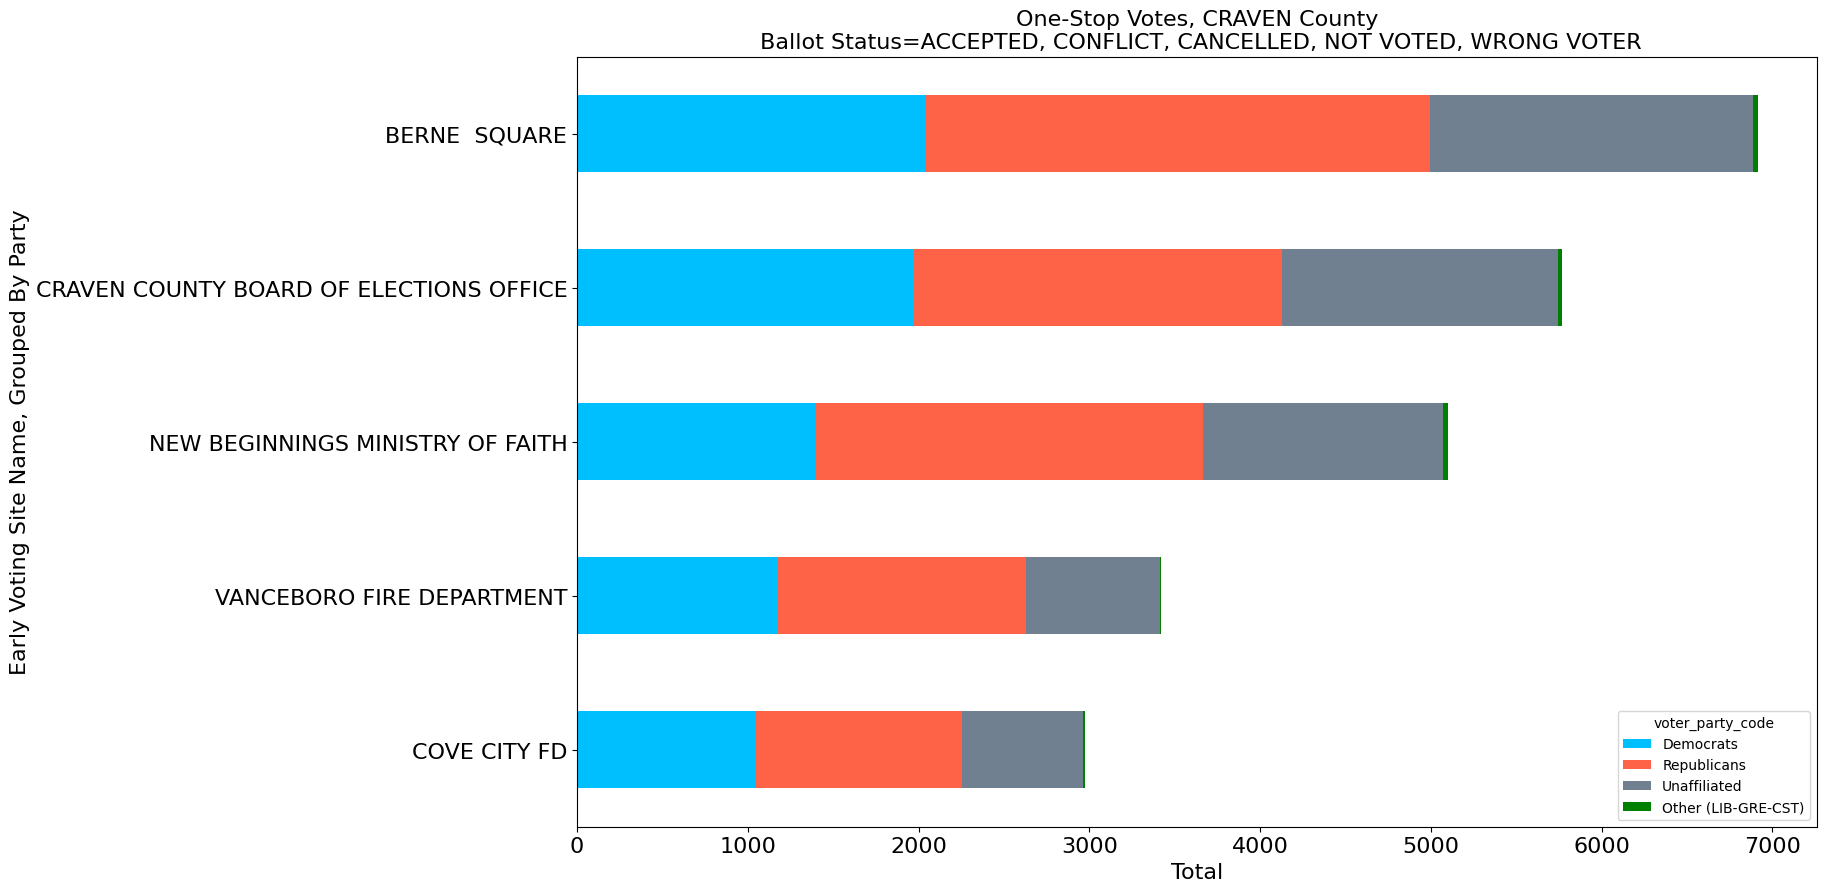 One-Stop Votes, CRAVEN County
Ballot Status=ACCEPTED, CONFLICT, CANCELLED, NOT VOTED, WRONG VOTER
Early Voting Site Name, Grouped By Party
BERNE  SQUARE
CRAVEN COUNTY BOARD OF ELECTIONS OFFICE
NEW BEGINNINGS MINISTRY OF FAITH
VANCEBORO FIRE DEPARTMENT
COVE CITY FD
voter_party_code
Democrats
Republicans
Unaffiliated
Other (LIB-GRE-CST)
0 1000 2000 3000 4000 5000 6000 7000
Total